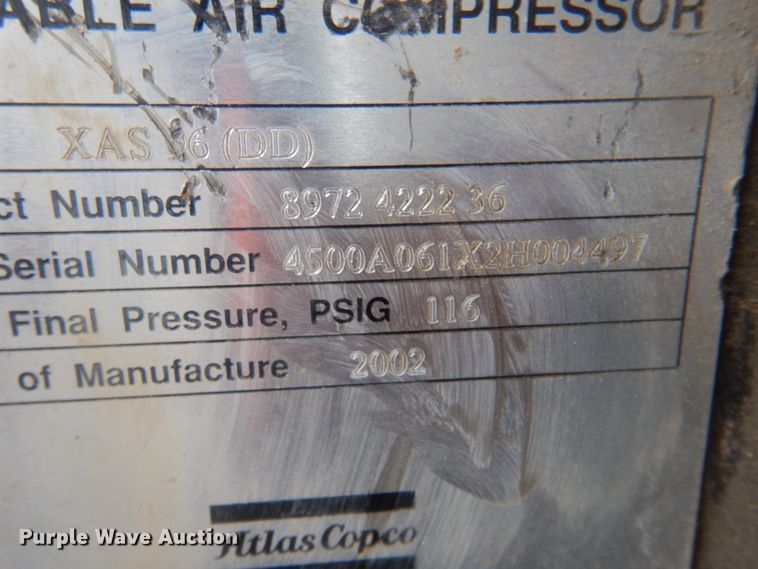 ABLE AIR COMPRESSOR
XAS (DD)
ct Number 8972 4222 36
Serial Number 4500A061X2H004497
Final Pressure, PSIG 116
of Manufacture 2002
Atlas Copco
Purple Wave Auction